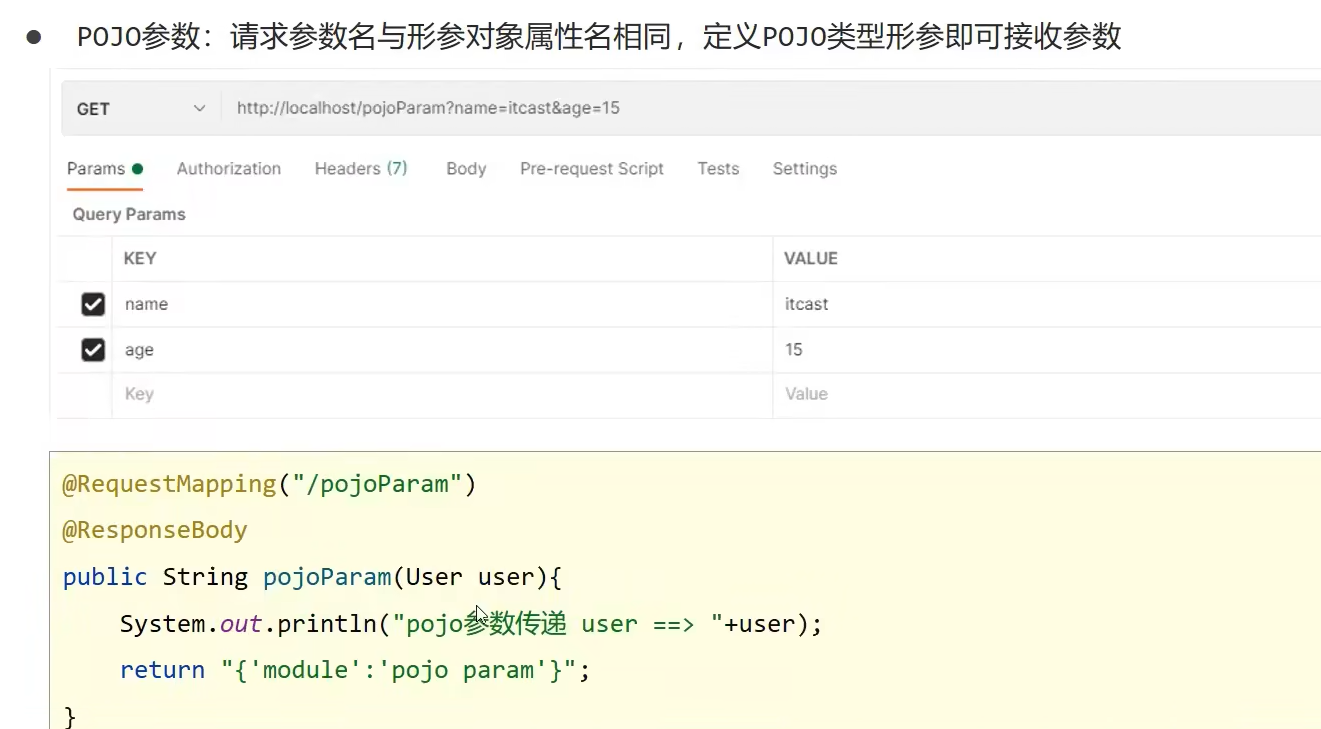 ● POJO参数：请求参数名与形参对象属性名相同，定义POJO类型形参即可接收参数
GET http://localhost/pojoParam?name=itcast&age=15
Params Authorization Headers (7) Body Pre-request Script Tests Settings
Query Params
KEY VALUE
name itcast
age 15
Key Value
@RequestMapping("/pojoParam")
@ResponseBody
public String pojoParam(User user){
System.out.println("pojo参数传递 user ==> "+user);
return "{'module':'pojo param'}";
}